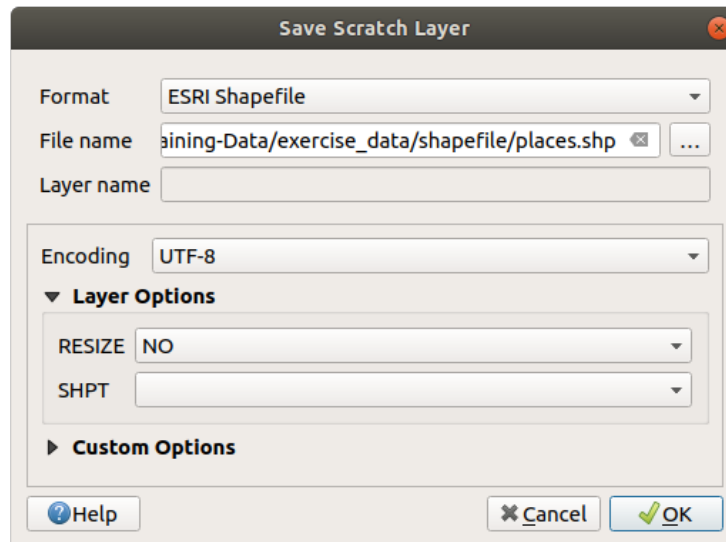 Save Scratch Layer
Format ESRI Shapefile
File name aining-Data/exercise_data/shapefile/places.shp ...
Layer name
Encoding UTF-8
Layer Options
RESIZE NO
SHPT
Custom Options
Help Cancel OK